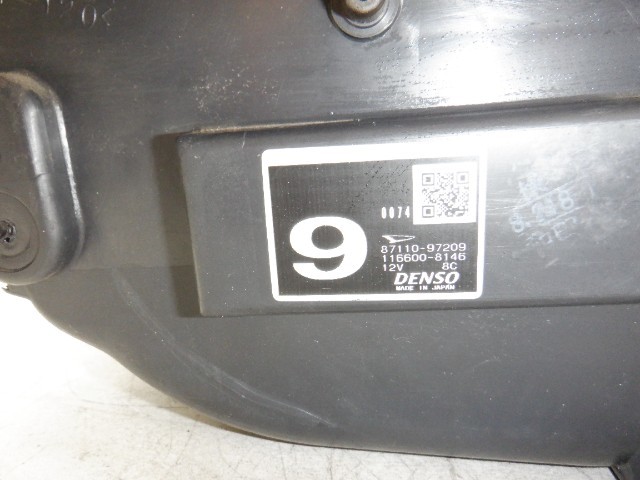 9
0074
87110-97209
116600-8146
12V 8C
DENSO
MADE IN JAPAN